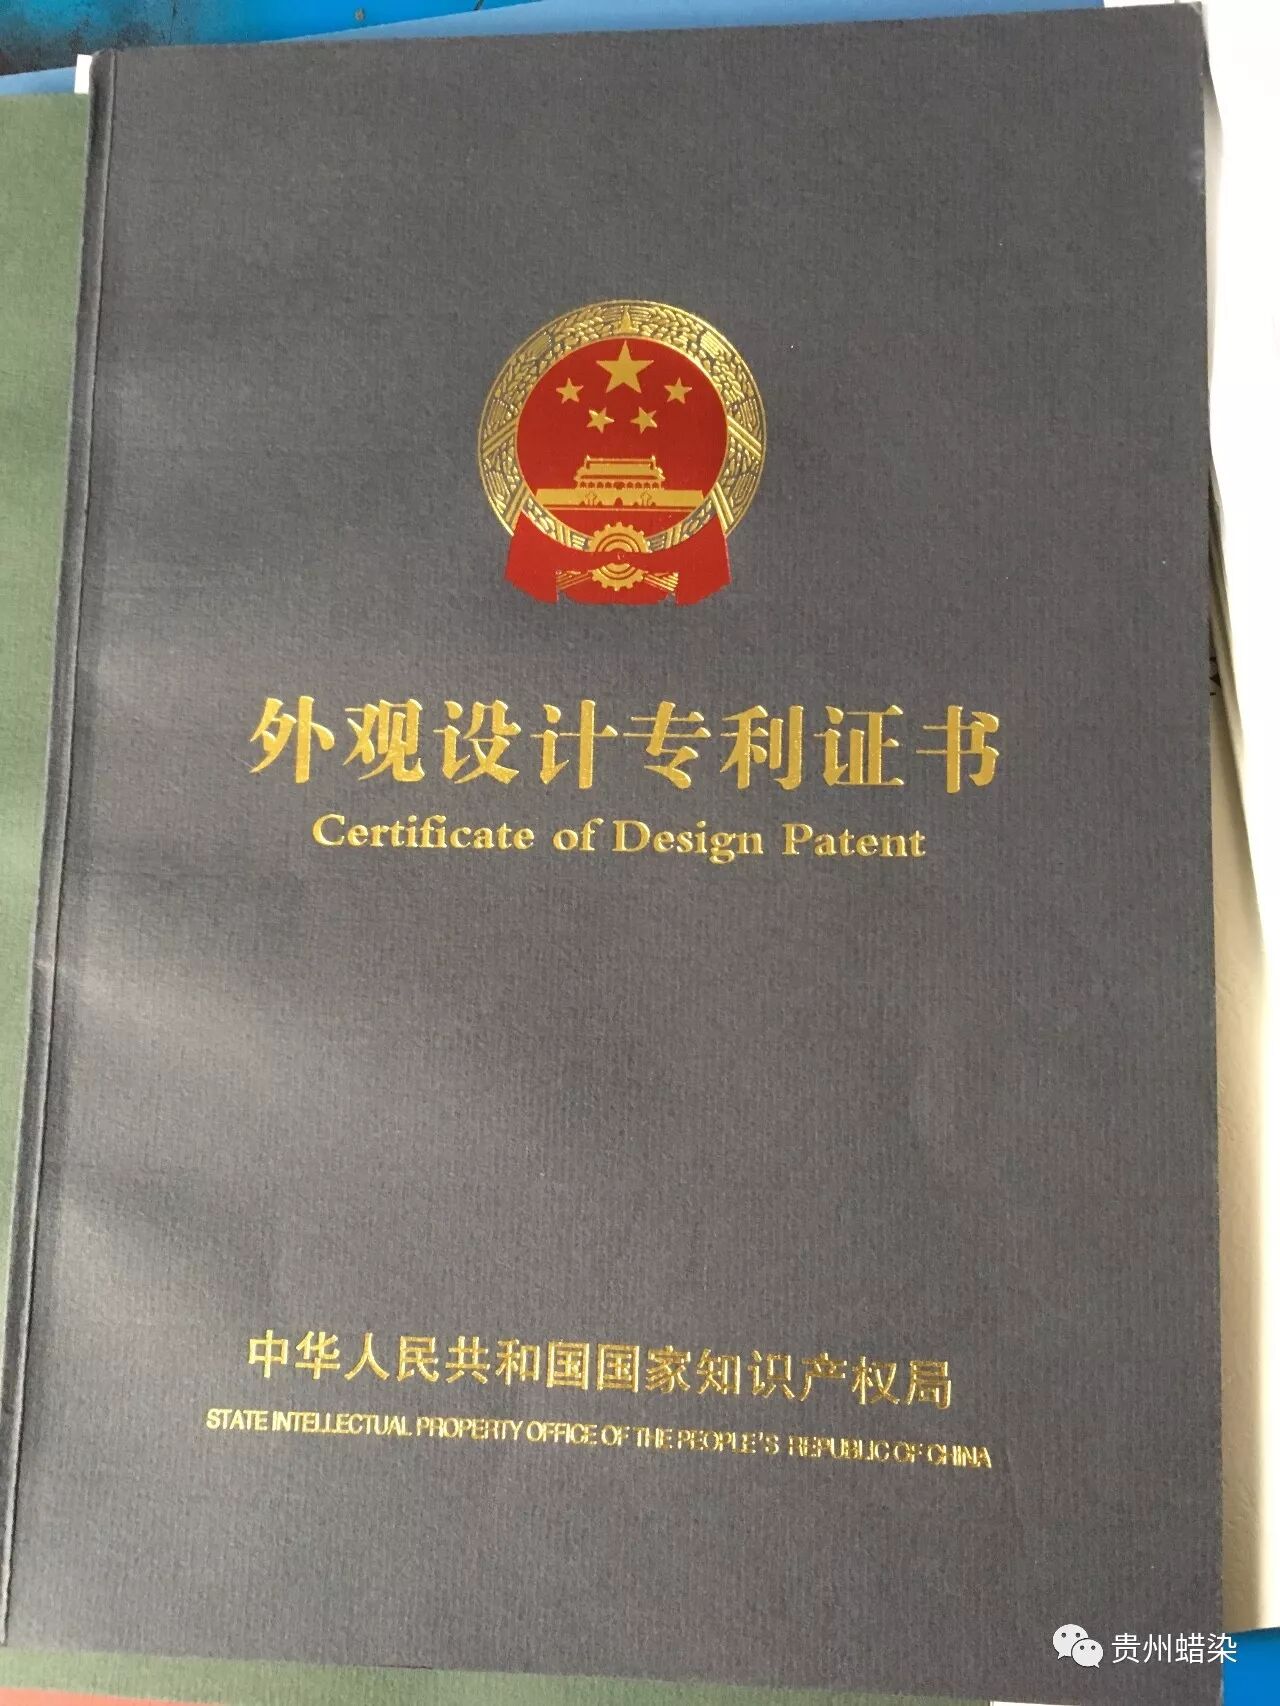 外观设计专利证书
Certificate of Design Patent
中华人民共和国国家知识产权局
STATE INTELLECTUAL PROPERTY OFFICE OF THE PEOPLE'S REPUBLIC OF CHINA
贵州蜡染